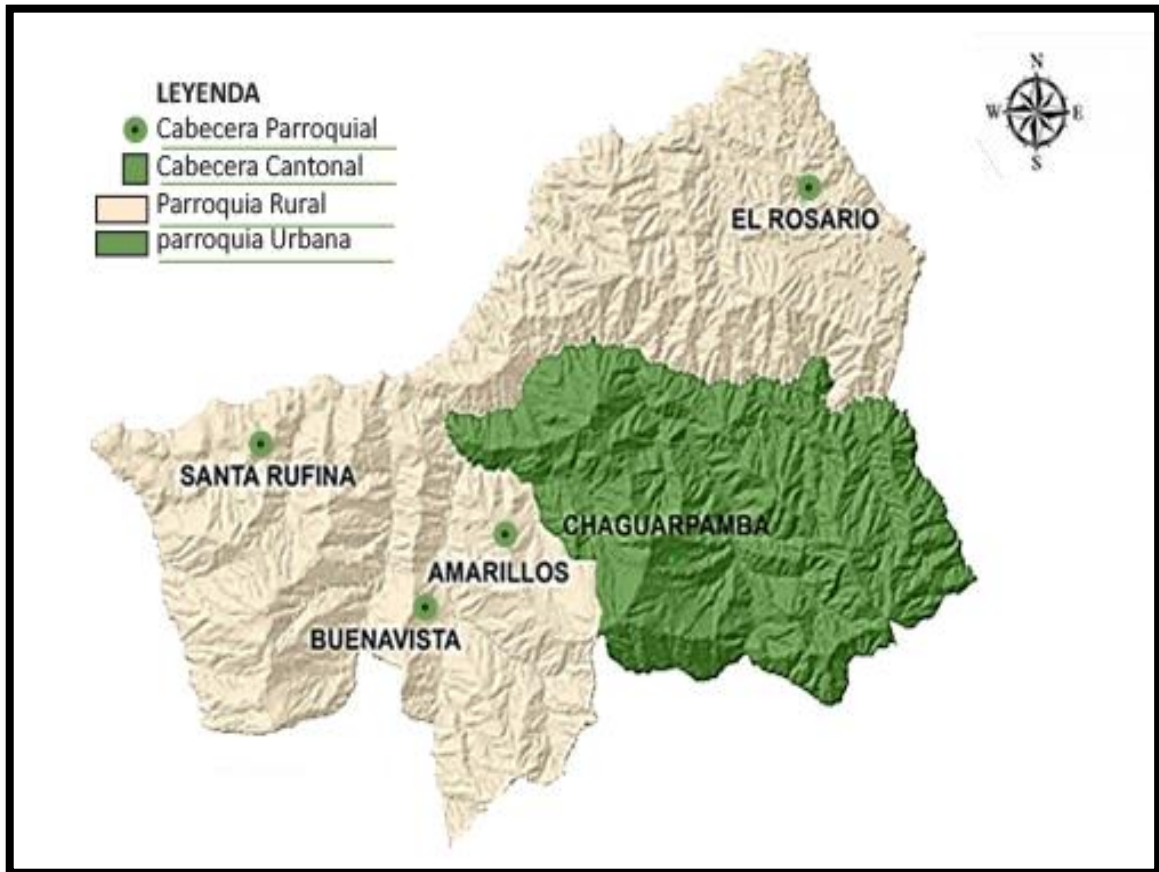 LEYENDA
Cabecera Parroquial
Cabecera Cantonal
Parroquia Rural
parroquia Urbana
N
W E
S
EL ROSARIO
SANTA RUFINA
CHAGUARPAMBA
AMARILLOS
BUENAVISTA